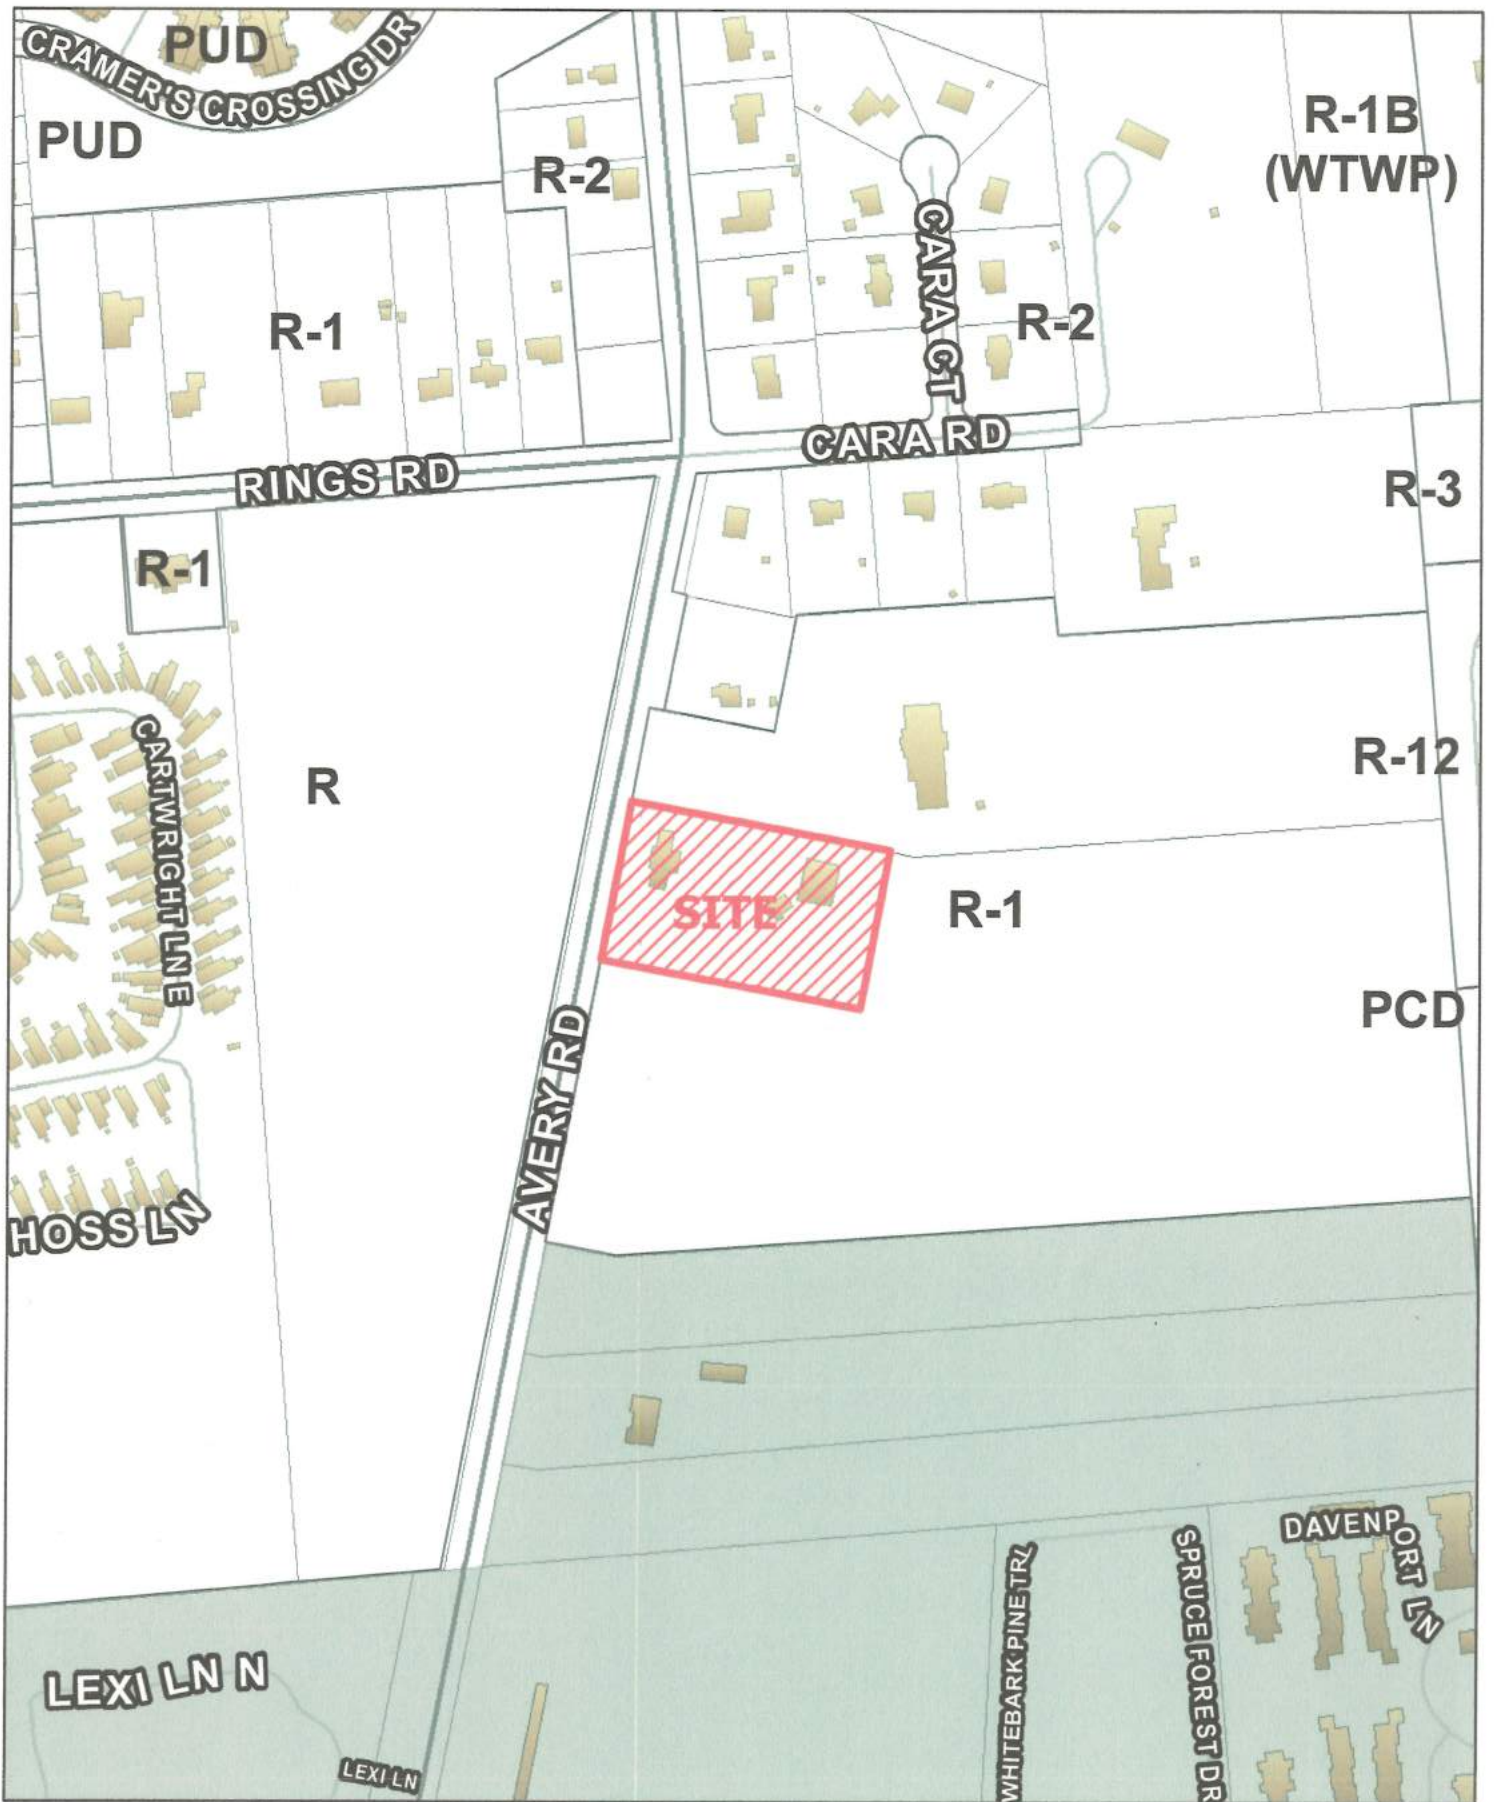 PUD
CRAMER'S CROSSING DR
PUD
R-2
R-1B
(WTWP)
CARA CT
R-1
R-2
CARA RD
RINGS RD
R-3
R-1
CARTWRIGHT LN E
R
R-12
SITE
R-1
PCD
AVERY RD
HOSS LN
DAVENPORT LN
WHITEBARK PINE TRL
SPRUCE FOREST DR
LEXI LN N
LEXI LN